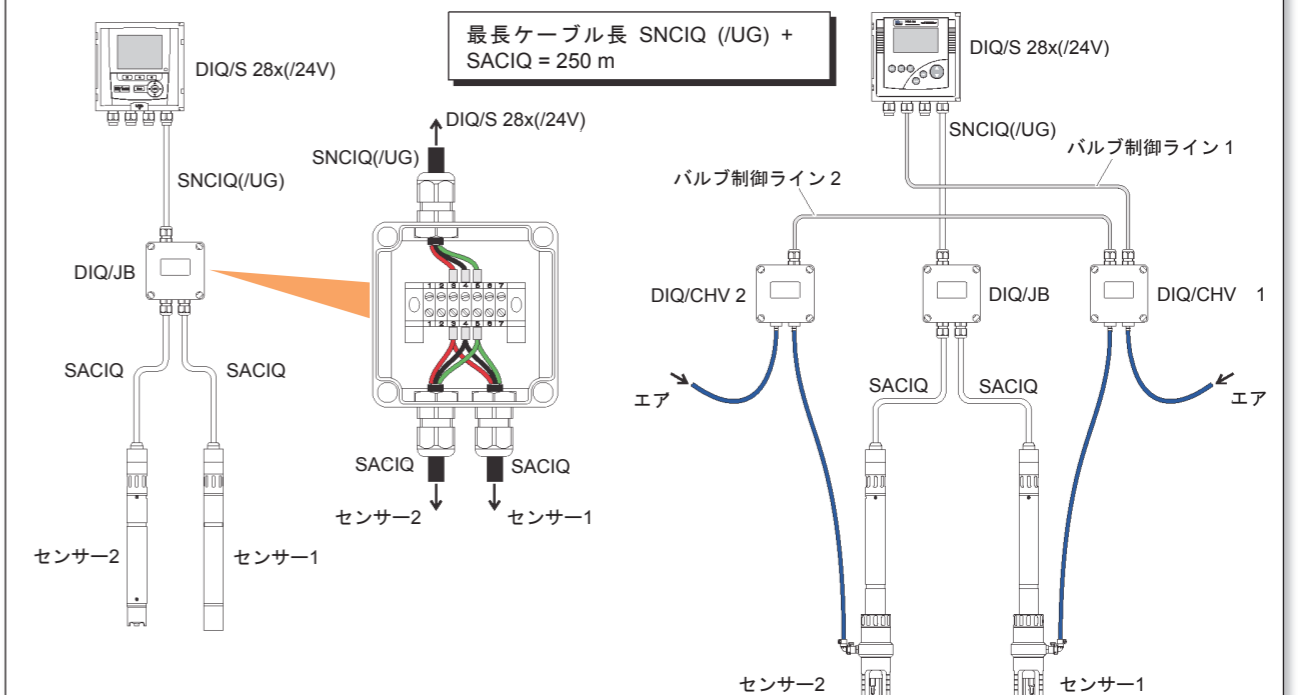 最長ケーブル長 SNCIQ (/UG) +
SACIQ = 250 m
DIQ/S 28x(/24V)
SNCIQ(/UG)
DIQ/JB
SACIQ
SACIQ
センサー2
センサー1
DIQ/S 28x(/24V)
SNCIQ(/UG)
1 2 3 4 5 6 7
1 2 3 4 5 6 7
SACIQ
SACIQ
センサー2
センサー1
DIQ/S 28x(/24V)
SNCIQ(/UG)
バルブ制御ライン 1
バルブ制御ライン 2
DIQ/CHV 2
DIQ/JB
DIQ/CHV 1
エア
SACIQ
SACIQ
エア
センサー2
センサー1